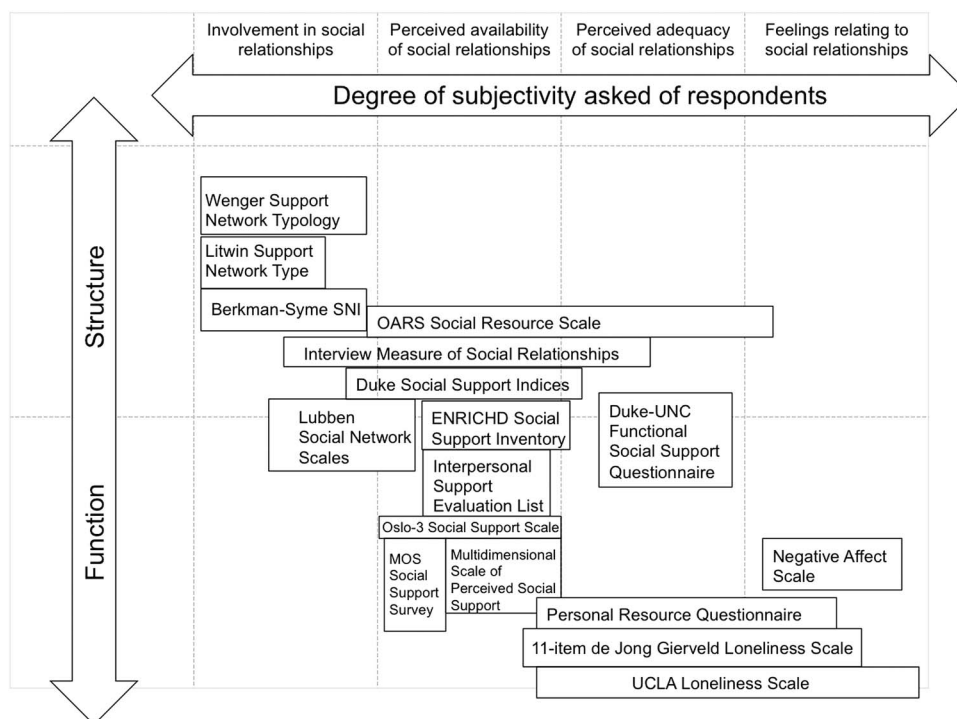 Involvement in social
relationships
Perceived availability
of social relationships
Perceived adequacy
of social relationships
Feelings relating to
social relationships
Degree of subjectivity asked of respondents
Structure
Function
Wenger Support
Network Typology
Litwin Support
Network Type
Berkman-Syme SNI
OARS Social Resource Scale
Interview Measure of Social Relationships
Duke Social Support Indices
Lubben
Social Network
Scales
ENRICHD Social
Support Inventory
Duke-UNC
Functional
Social Support
Questionnaire
Interpersonal
Support
Evaluation List
Oslo-3 Social Support Scale
MOS
Social
Support
Survey
Multidimensional
Scale of
Perceived Social
Support
Negative Affect
Scale
Personal Resource Questionnaire
11-item de Jong Gierveld Loneliness Scale
UCLA Loneliness Scale